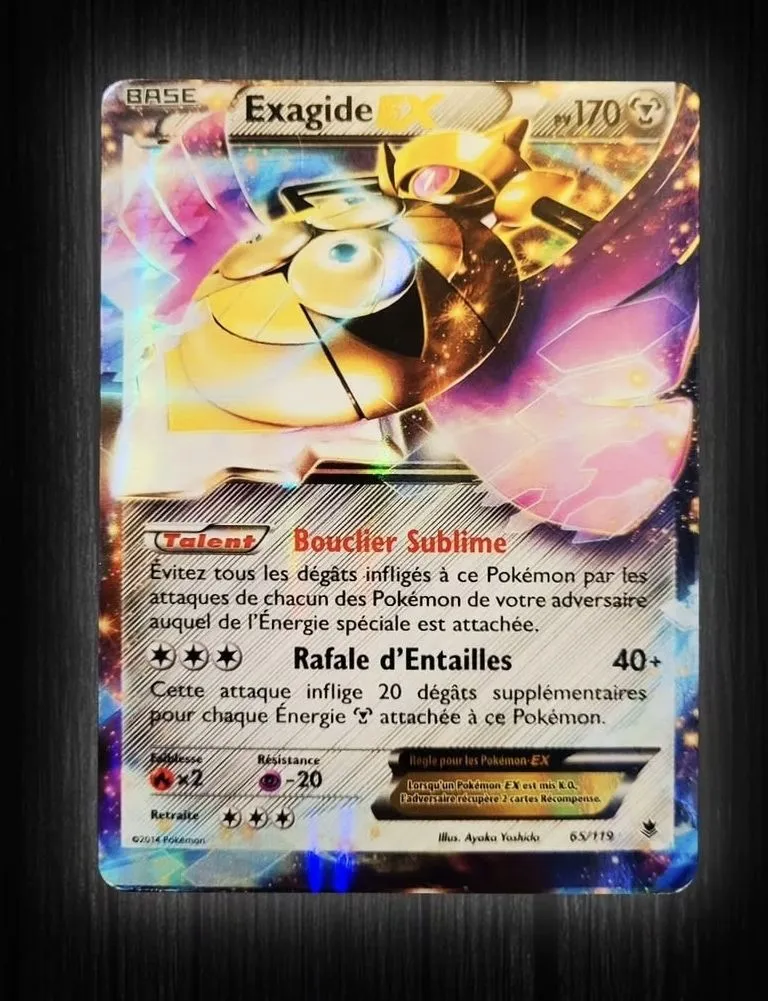 BASE Exagide EX PV170
Talent Bouclier Sublime
Évitez tous les dégâts infligés à ce Pokémon par les
attaques de chacun des Pokémon de votre adversaire
auquel de l'Énergie spéciale est attachée.
Rafale d'Entailles 40+
Cette attaque inflige 20 dégâts supplémentaires
pour chaque Énergie attachée à ce Pokémon.
Faiblesse Résistance Règle pour les Pokémon-EX
×2 -20
Lorsqu'un Pokémon-EX est mis K.O.,
l'adversaire récupère 2 cartes Récompense.
Retraite
©2014 Pokémon Illus. Ayaka Yoshida 65/119